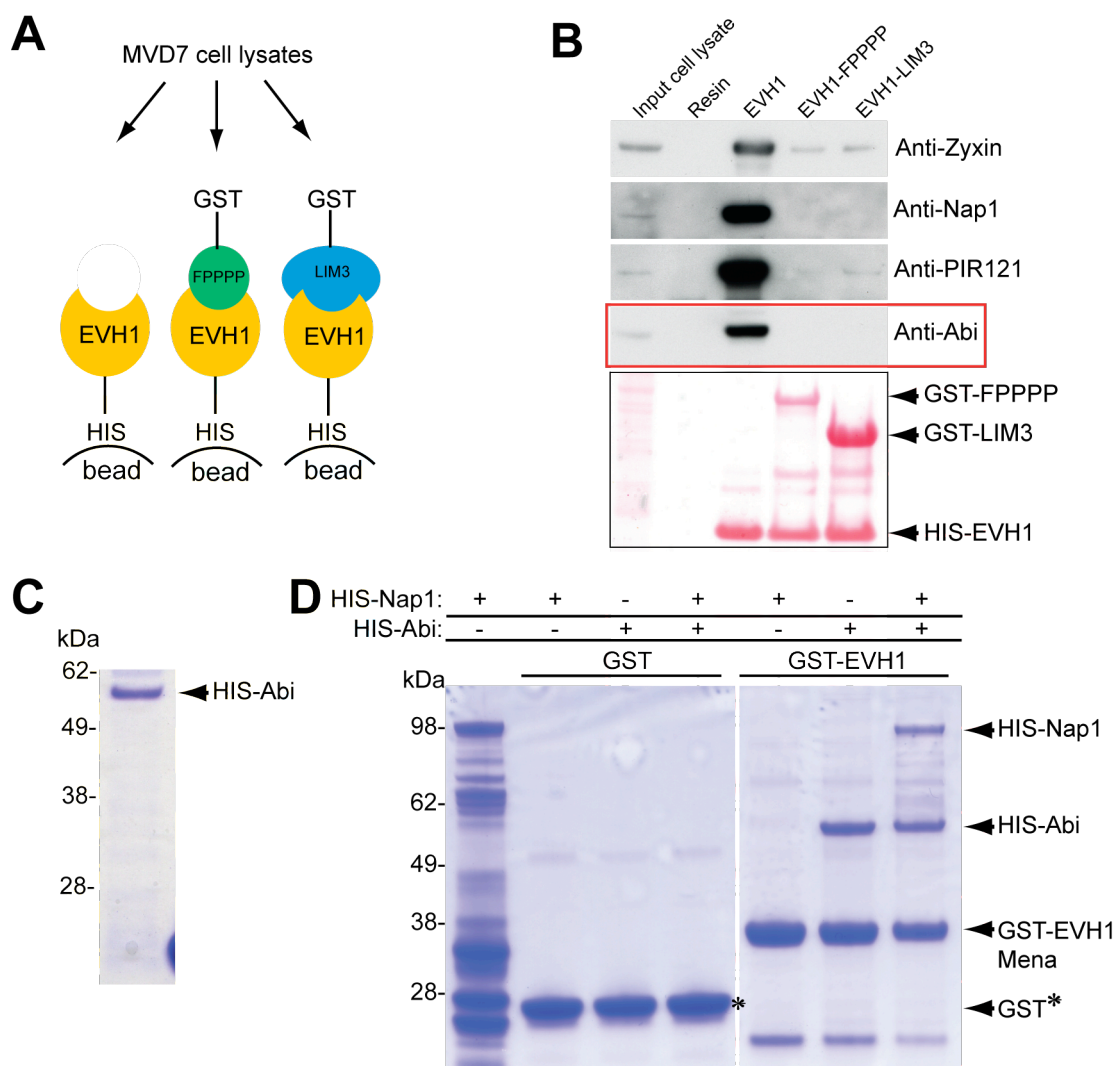 A
MVD7 cell lysates
GST GST
FPPPP LIM3
EVH1 EVH1 EVH1
HIS HIS HIS
bead bead bead
B
Input cell lysate
Resin
EVH1
EVH1-FPPPP
EVH1-LIM3
Anti-Zyxin
Anti-Nap1
Anti-PIR121
Anti-Abi
GST-FPPPP
GST-LIM3
HIS-EVH1
C
kDa
62-
HIS-Abi
49-
38-
28-
D
HIS-Nap1: + + - + + - +
HIS-Abi: - - + + - + +
GST GST-EVH1
kDa
98-
HIS-Nap1
62-
HIS-Abi
49-
38-
GST-EVH1
Mena
28-
*
GST*